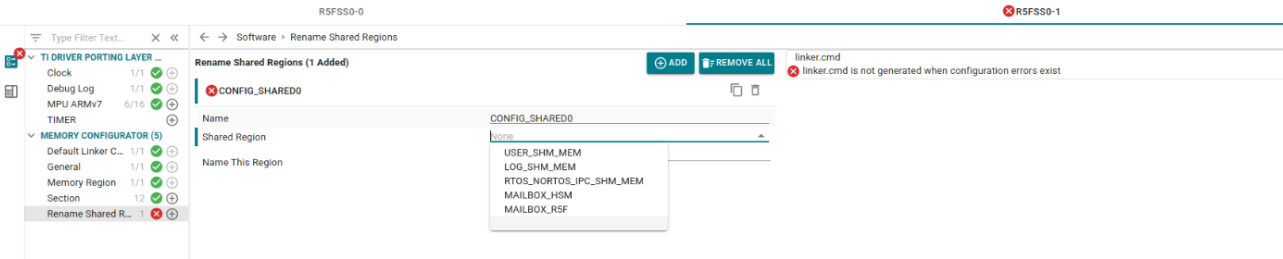 R5FSS0-0
R5FSS0-1
Type Filter Text...
TI DRIVER PORTING LAYER ...
Clock 1/1
Debug Log 1/1
MPU ARMv7 6/16
TIMER
MEMORY CONFIGURATOR (5)
Default Linker C... 1/1
General 1/1
Memory Region 1/1
Section 12
Rename Shared R... 1
Software Rename Shared Regions
Rename Shared Regions (1 Added)
ADD
REMOVE ALL
CONFIG_SHARED0
Name CONFIG_SHARED0
Shared Region None
Name This Region
USER_SHM_MEM
LOG_SHM_MEM
RTOS_NORTOS_IPC_SHM_MEM
MAILBOX_HSM
MAILBOX_R5F
linker.cmd
linker.cmd is not generated when configuration errors exist